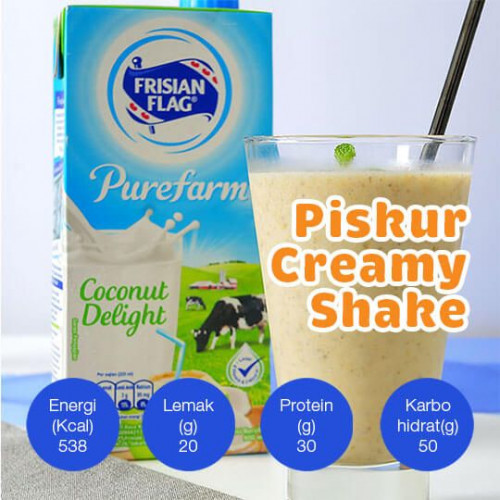 FRISIAN
FLAG®
Purefarm
Coconut
Delight
Piskur
Creamy
Shake
Energi
(Kcal)
538
Lemak
(g)
20
Protein
(g)
30
Karbo
hidrat(g)
50